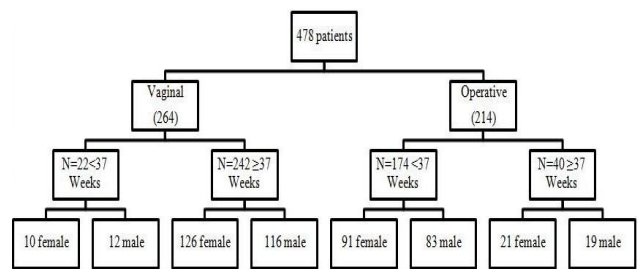 478 patients
Vaginal
(264)
Operative
(214)
N=22<37
Weeks
N=242 ≥37
Weeks
N=174 <37
Weeks
N=40 ≥37
Weeks
10 female
12 male
126 female
116 male
91 female
83 male
21 female
19 male